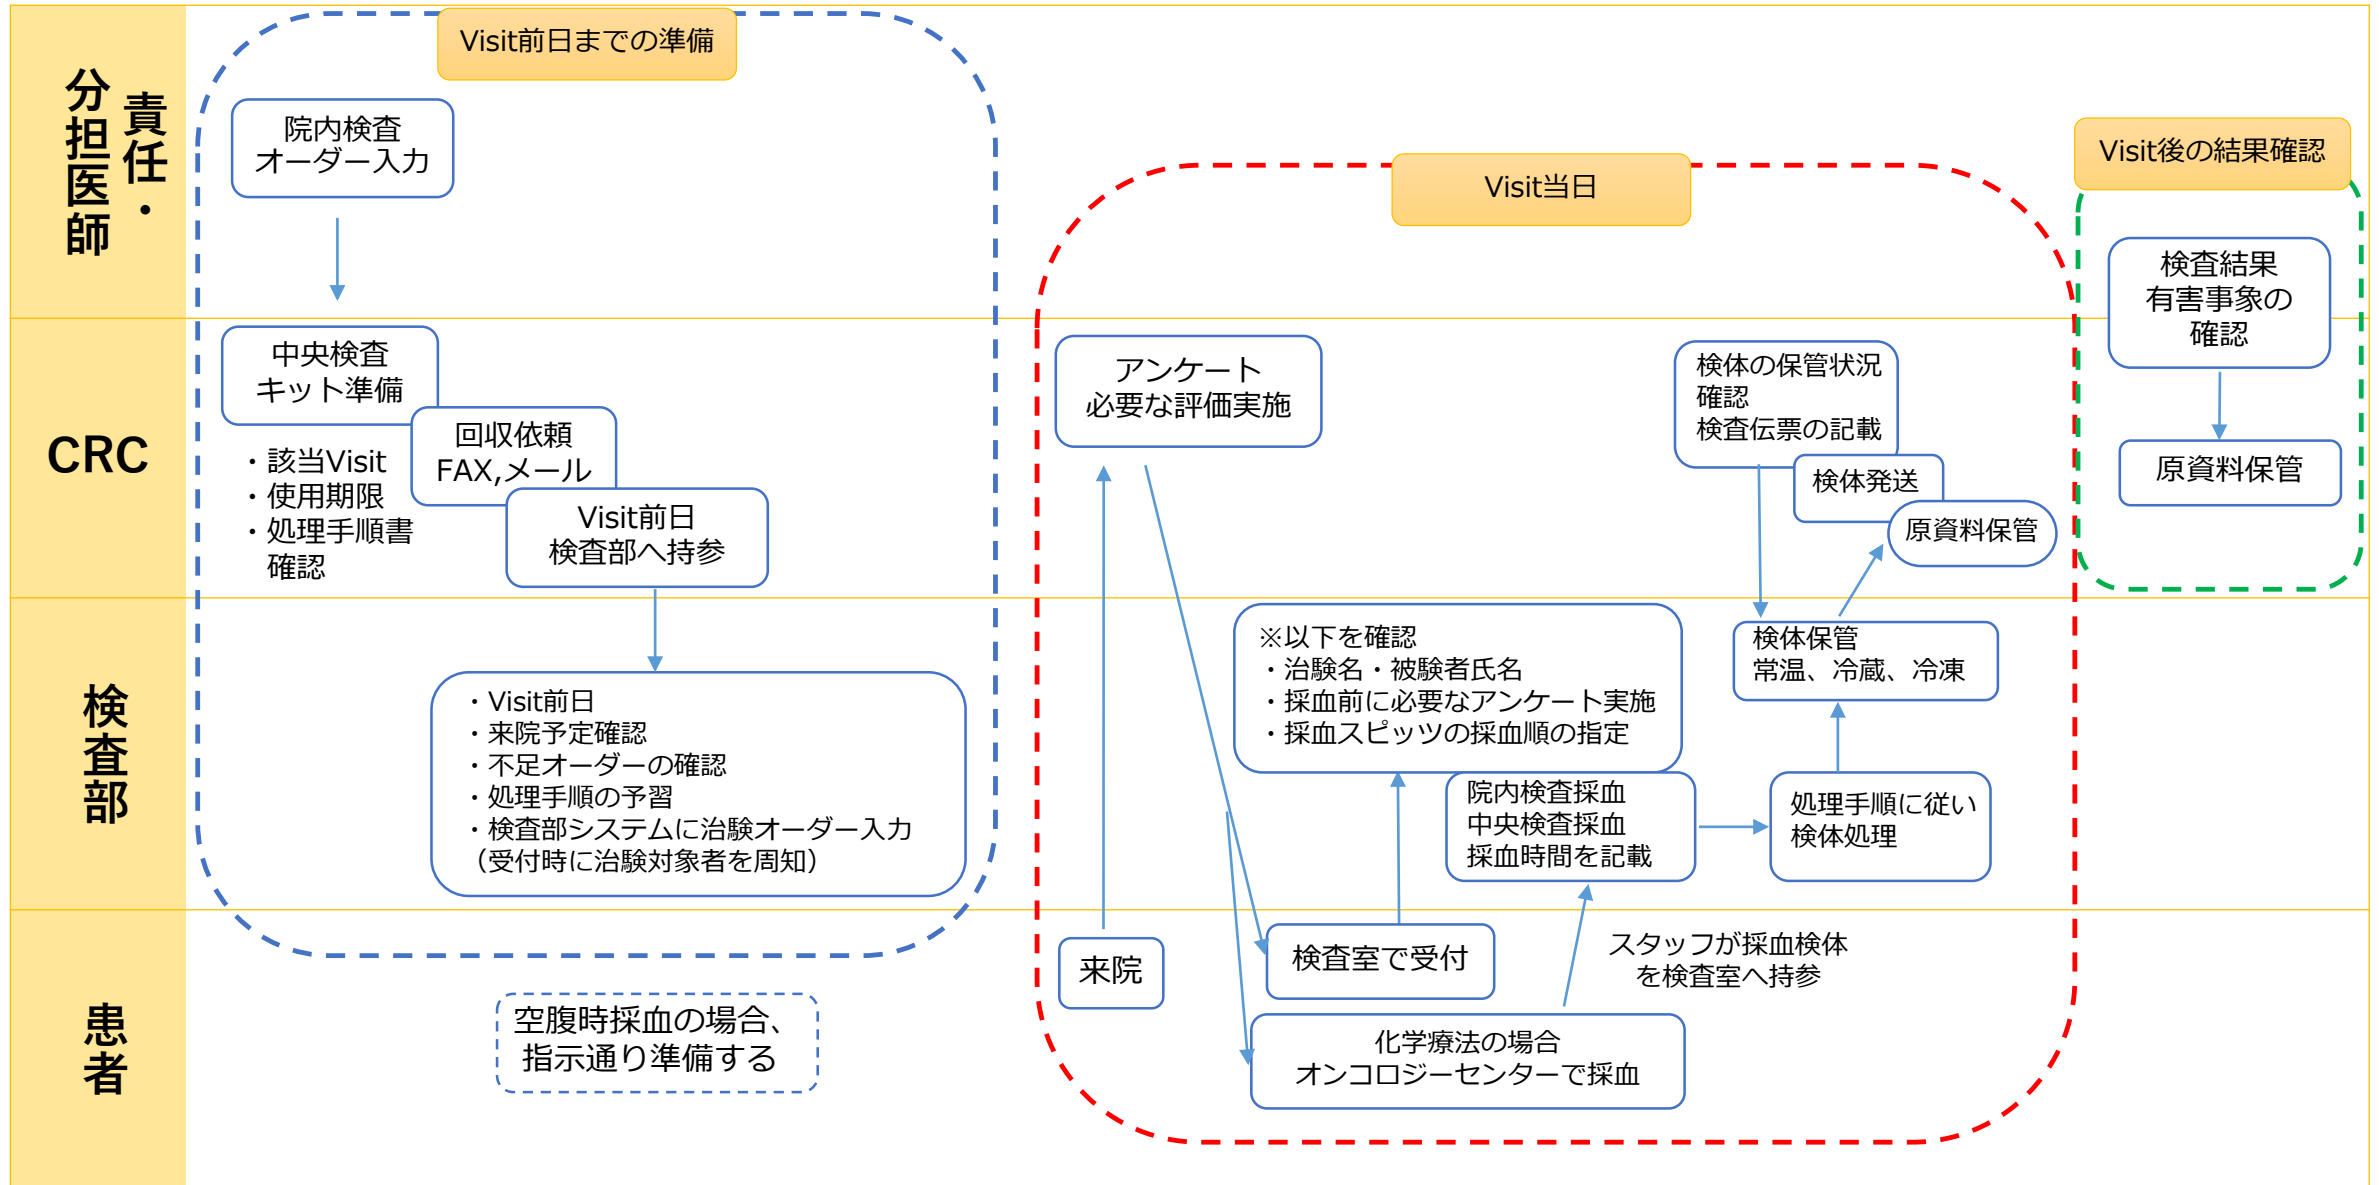 責任・
分担医師
CRC
検査部
患者
Visit前日までの準備
院内検査
オーダー入力
中央検査
キット準備
・該当Visit
・使用期限
・処理手順書
確認
回収依頼
FAX,メール
Visit前日
検査部へ持参
・Visit前日
・来院予定確認
・不足オーダーの確認
・処理手順の予習
・検査部システムに治験オーダー入力
（受付時に治験対象者を周知）
空腹時採血の場合、
指示通り準備する
Visit当日
アンケート
必要な評価実施
検体の保管状況
確認
検査伝票の記載
検体発送
原資料保管
※以下を確認
・治験名・被験者氏名
・採血前に必要なアンケート実施
・採血スピッツの採血順の指定
検体保管
常温、冷蔵、冷凍
院内検査採血
中央検査採血
採血時間を記載
処理手順に従い
検体処理
来院
検査室で受付
スタッフが採血検体
を検査室へ持参
化学療法の場合
オンコロジーセンターで採血
Visit後の結果確認
検査結果
有害事象の
確認
原資料保管